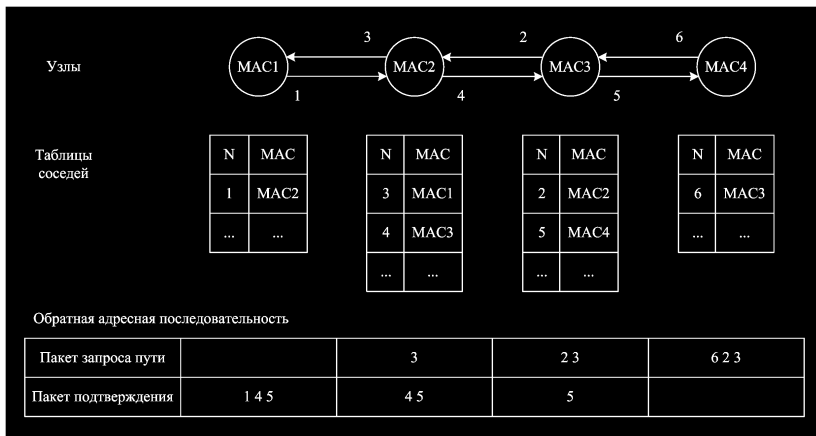 3 2 6
Узлы MAC1 MAC2 MAC3 MAC4
1 4 5
Таблицы
соседей
N MAC N MAC N MAC N MAC
1 MAC2 3 MAC1 2 MAC2 6 MAC3
... ... 4 MAC3 5 MAC4 ... ...
... ... ... ...
Обратная адресная последовательность
Пакет запроса пути 3 2 3 6 2 3
Пакет подтверждения 1 4 5 4 5 5